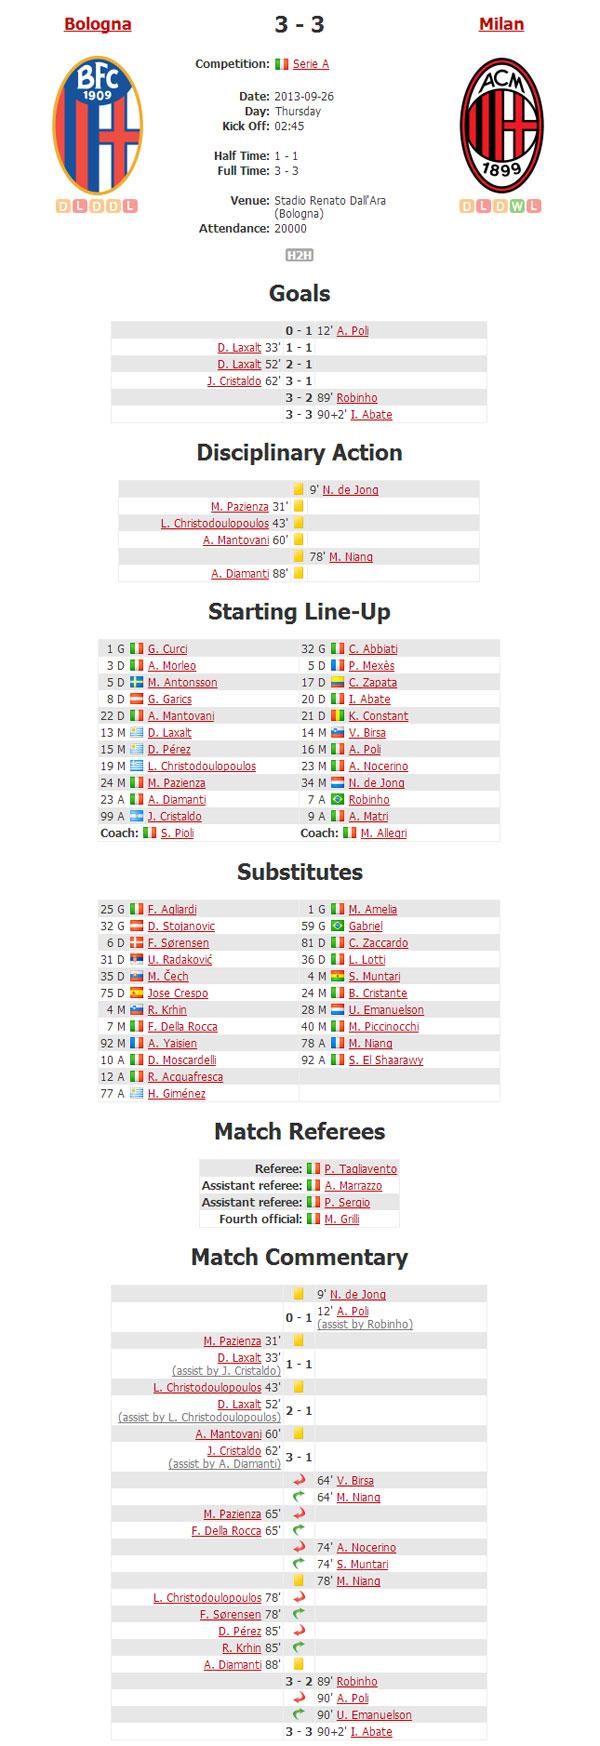 Bologna 3 - 3 Milan
BFC
1909
ACM
1899
Competition: Serie A
Date: 2013-09-26
Day: Thursday
Kick Off: 02:45
Half Time: 1 - 1
Full Time: 3 - 3
Venue: Stadio Renato Dall'Ara
(Bologna)
Attendance: 20000
D L D D L
D L D W L
H2H
Goals
0 - 1 12' A. Poli
D. Laxalt 33' 1 - 1
D. Laxalt 52' 2 - 1
J. Cristaldo 62' 3 - 1
3 - 2 89' Robinho
3 - 3 90+2' I. Abate
Disciplinary Action
9' N. de Jong
M. Pazienza 31'
L. Christodoulopoulos 43'
A. Mantovani 60'
78' M. Niang
A. Diamanti 88'
Starting Line-Up
1 G G. Curci 32 G C. Abbiati
3 D A. Morleo 5 D P. Mexès
5 D M. Antonsson 17 D C. Zapata
8 D G. Garics 20 D I. Abate
22 D A. Mantovani 21 D K. Constant
13 M D. Laxalt 14 M V. Birsa
15 M D. Pérez 16 M A. Poli
19 M L. Christodoulopoulos 23 M A. Nocerino
24 M M. Pazienza 34 M N. de Jong
23 A A. Diamanti 7 A Robinho
99 A J. Cristaldo 9 A A. Matri
Coach: S. Pioli Coach: M. Allegri
Substitutes
25 G F. Agliardi 1 G M. Amelia
32 G D. Stojanovic 59 G Gabriel
6 D F. Sørensen 81 D C. Zaccardo
31 D U. Radaković 36 D L. Lotti
35 D M. Čech 4 M S. Muntari
75 D Jose Crespo 24 M B. Cristante
4 M R. Krhin 28 M U. Emanuelson
7 M F. Della Rocca 40 M M. Piccinocchi
92 M A. Yaisien 78 A M. Niang
10 A D. Moscardelli 92 A S. El Shaarawy
12 A R. Acquafresca
77 A H. Giménez
Match Referees
Referee: P. Tagliavento
Assistant referee: A. Marrazzo
Assistant referee: P. Sergio
Fourth official: M. Grilli
Match Commentary
9' N. de Jong
0 - 1 12' A. Poli
(assist by Robinho)
M. Pazienza 31'
D. Laxalt 33' 1 - 1
(assist by J. Cristaldo)
L. Christodoulopoulos 43'
D. Laxalt 52' 2 - 1
(assist by L. Christodoulopoulos)
A. Mantovani 60'
J. Cristaldo 62' 3 - 1
(assist by A. Diamanti)
64' V. Birsa
64' M. Niang
M. Pazienza 65'
F. Della Rocca 65'
74' A. Nocerino
74' S. Muntari
78' M. Niang
L. Christodoulopoulos 78'
F. Sørensen 78'
D. Pérez 85'
R. Krhin 85'
A. Diamanti 88'
3 - 2 89' Robinho
90' A. Poli
90' U. Emanuelson
3 - 3 90+2' I. Abate